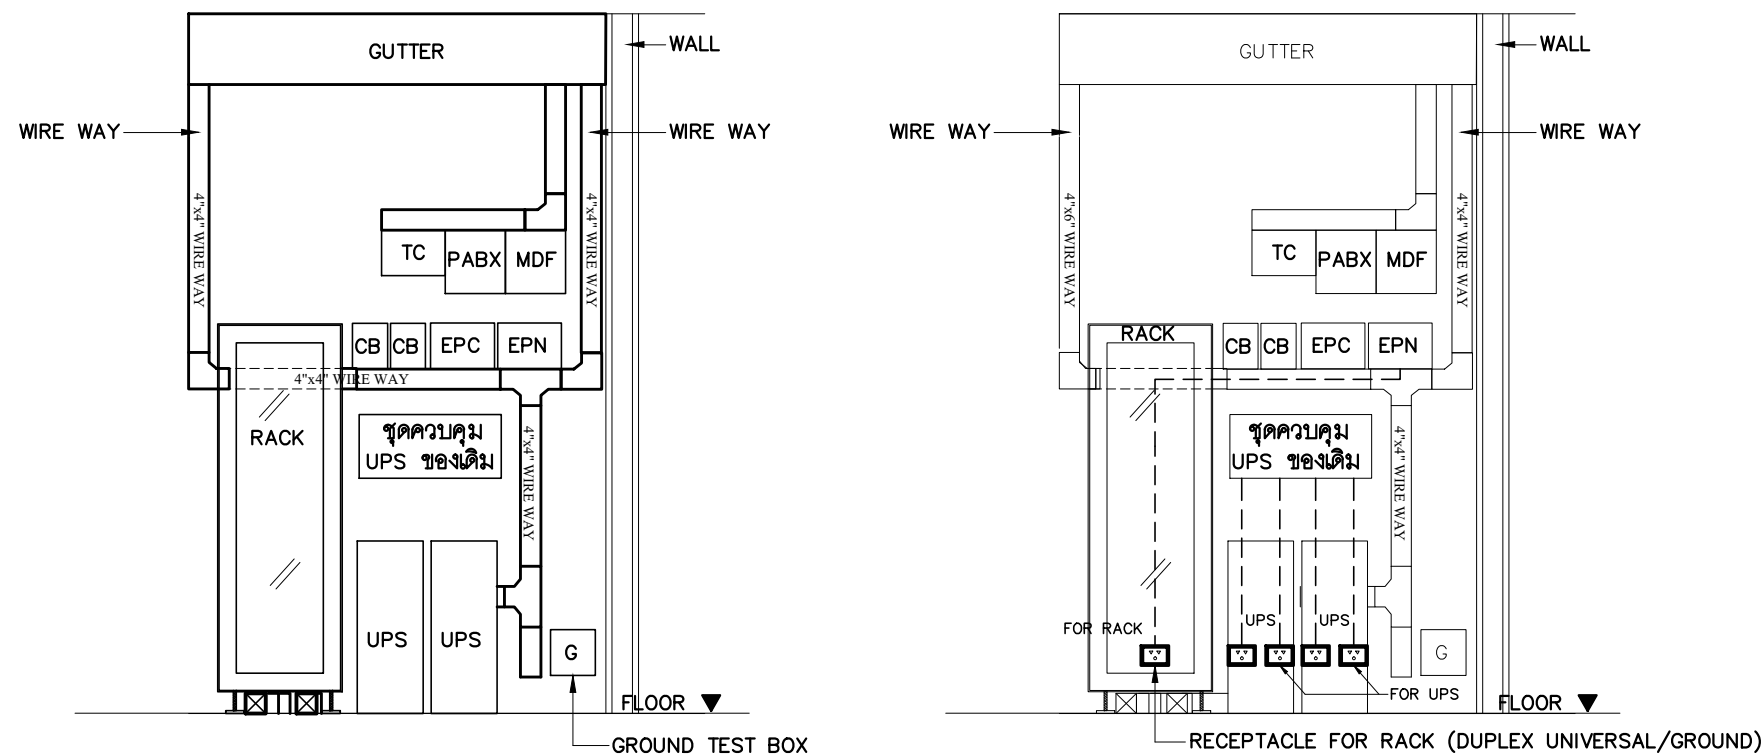 GUTTER
WALL
WIRE WAY
WIRE WAY
4"x4" WIRE WAY
4"x4" WIRE WAY
TC
PABX
MDF
CB
CB
EPC
EPN
4"x4" WIRE WAY
RACK
ชุดควบคุม
UPS ของเดิม
4"x4" WIRE WAY
UPS
UPS
G
FLOOR
GROUND TEST BOX
GUTTER
WALL
WIRE WAY
WIRE WAY
4"x6" WIRE WAY
4"x4" WIRE WAY
TC
PABX
MDF
RACK
CB
CB
EPC
EPN
ชุดควบคุม
UPS ของเดิม
4"x4" WIRE WAY
UPS
UPS
FOR RACK
G
FOR UPS
FLOOR
RECEPTACLE FOR RACK (DUPLEX UNIVERSAL/GROUND)